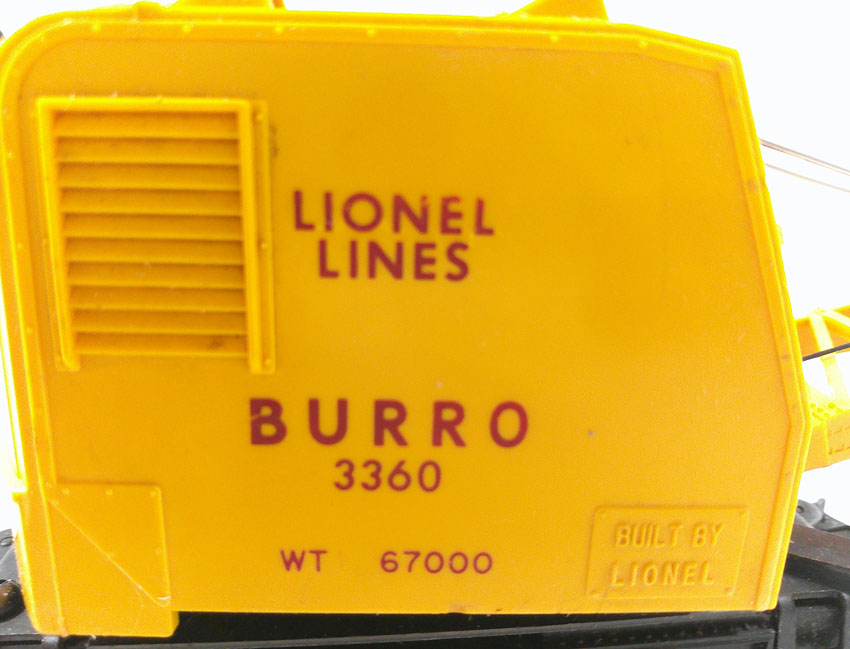 LIONEL
LINES
BURRO
3360
WT 67000
BUILT BY
LIONEL